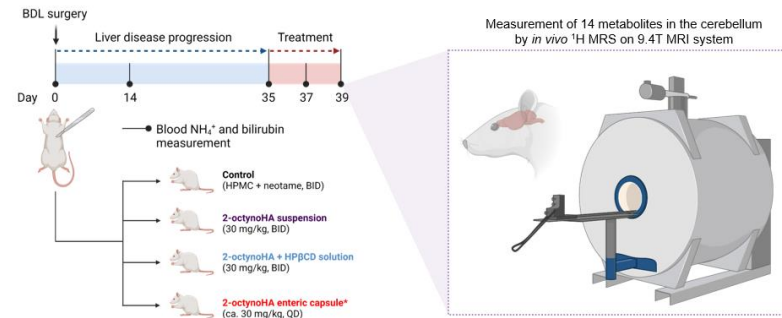 BDL surgery
Liver disease progression
Treatment
Day 0 14 35 37 39
Blood NH₄⁺ and bilirubin
measurement
Control
(HPMC + neotame, BID)
2-octynoHA suspension
(30 mg/kg, BID)
2-octynoHA + HPβCD solution
(30 mg/kg, BID)
2-octynoHA enteric capsule*
(ca. 30 mg/kg, QD)
Measurement of 14 metabolites in the cerebellum
by in vivo ¹H MRS on 9.4T MRI system